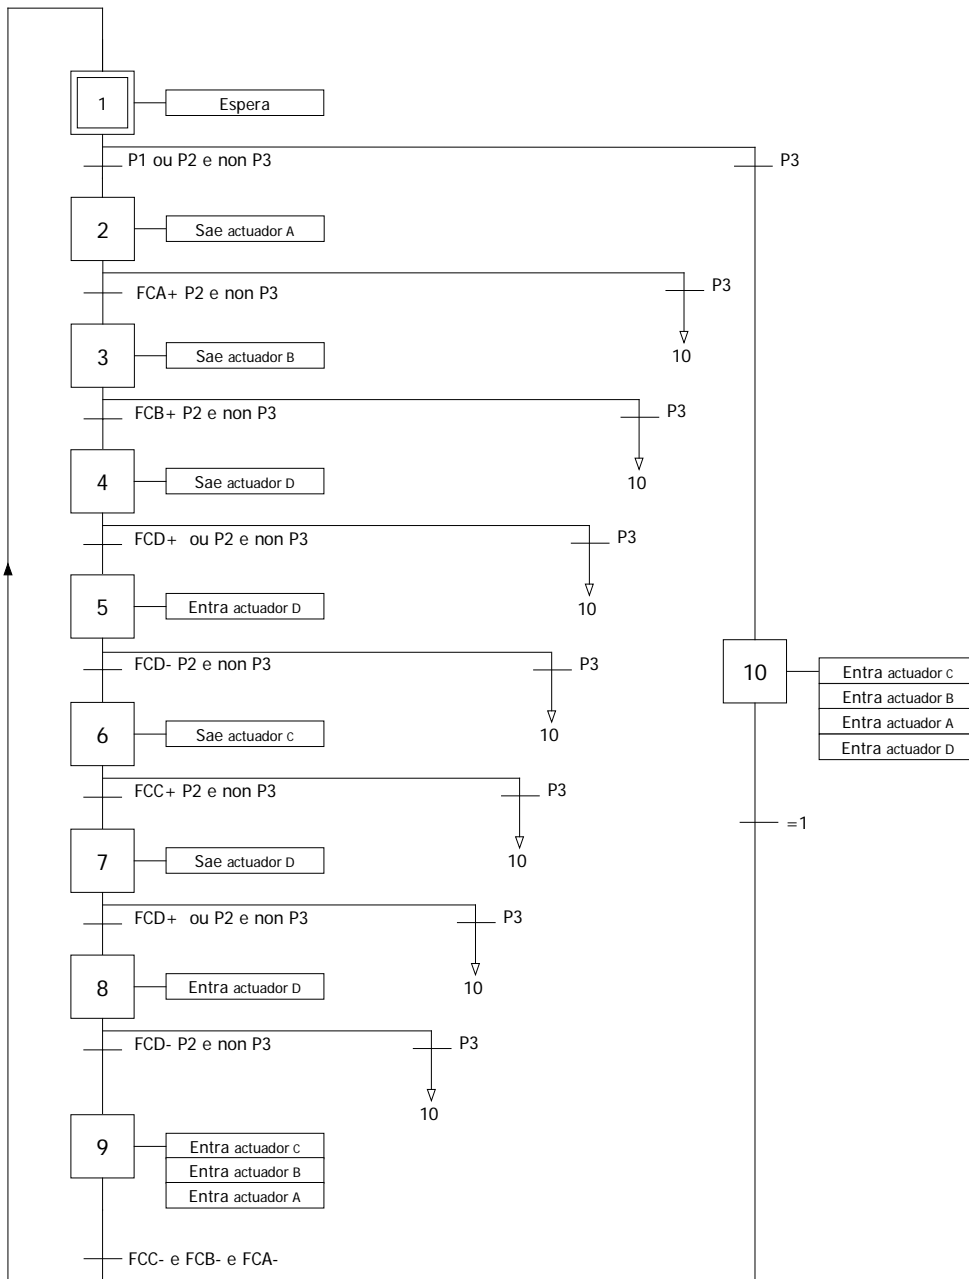 1
Espera
P1 ou P2 e non P3
P3
2
Sae actuador A
FCA+ P2 e non P3
P3
10
3
Sae actuador B
FCB+ P2 e non P3
P3
10
4
Sae actuador D
FCD+ ou P2 e non P3
P3
10
5
Entra actuador D
FCD- P2 e non P3
P3
10
10
Entra actuador C
Entra actuador B
Entra actuador A
Entra actuador D
6
Sae actuador C
FCC+ P2 e non P3
P3
10
=1
7
Sae actuador D
FCD+ ou P2 e non P3
P3
10
8
Entra actuador D
FCD- P2 e non P3
P3
10
9
Entra actuador C
Entra actuador B
Entra actuador A
FCC- e FCB- e FCA-